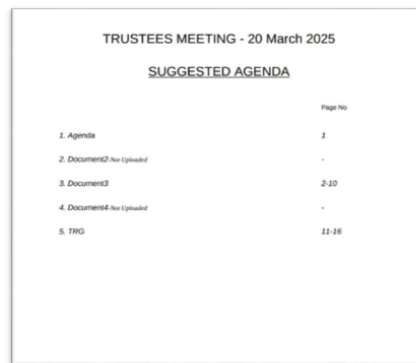 TRUSTEES MEETING - 20 March 2025
SUGGESTED AGENDA
Page No
1. Agenda 1
2. Document2-Not Uploaded -
3. Document3 2-10
4. Document4-Not Uploaded -
5. TRG 11-16